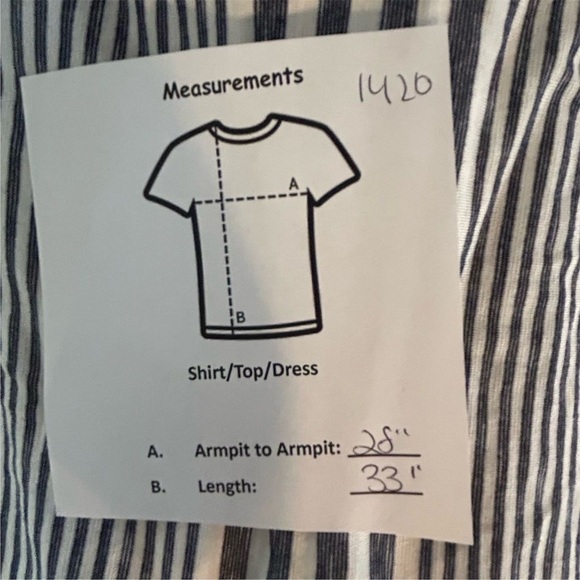 Measurements
1420
A
B
Shirt/Top/Dress
A. Armpit to Armpit: 28"
B. Length: 33"